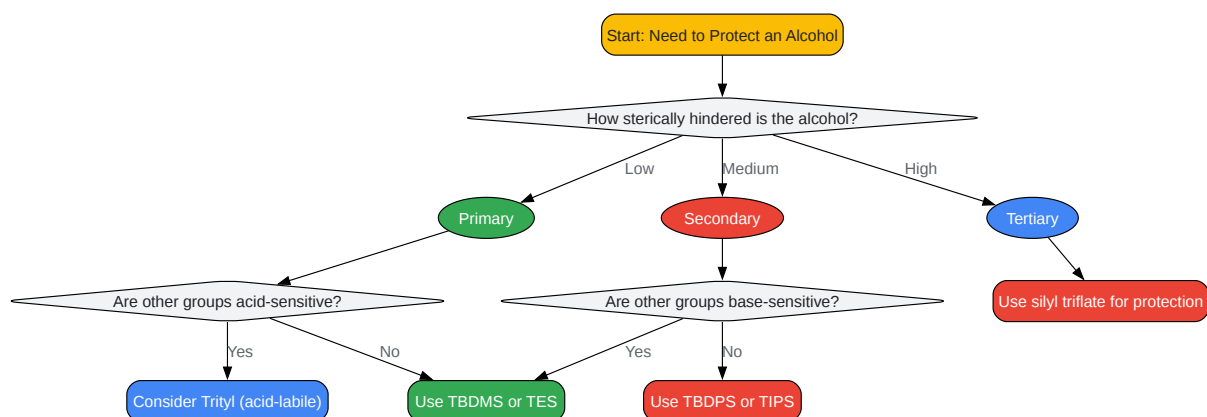 Start: Need to Protect an Alcohol
How sterically hindered is the alcohol?
Low
Medium
High
Primary
Secondary
Tertiary
Are other groups acid-sensitive?
Are other groups base-sensitive?
Use silyl triflate for protection
Yes
No
Yes
No
Consider Trityl (acid-labile)
Use TBDMS or TES
Use TBDPS or TIPS